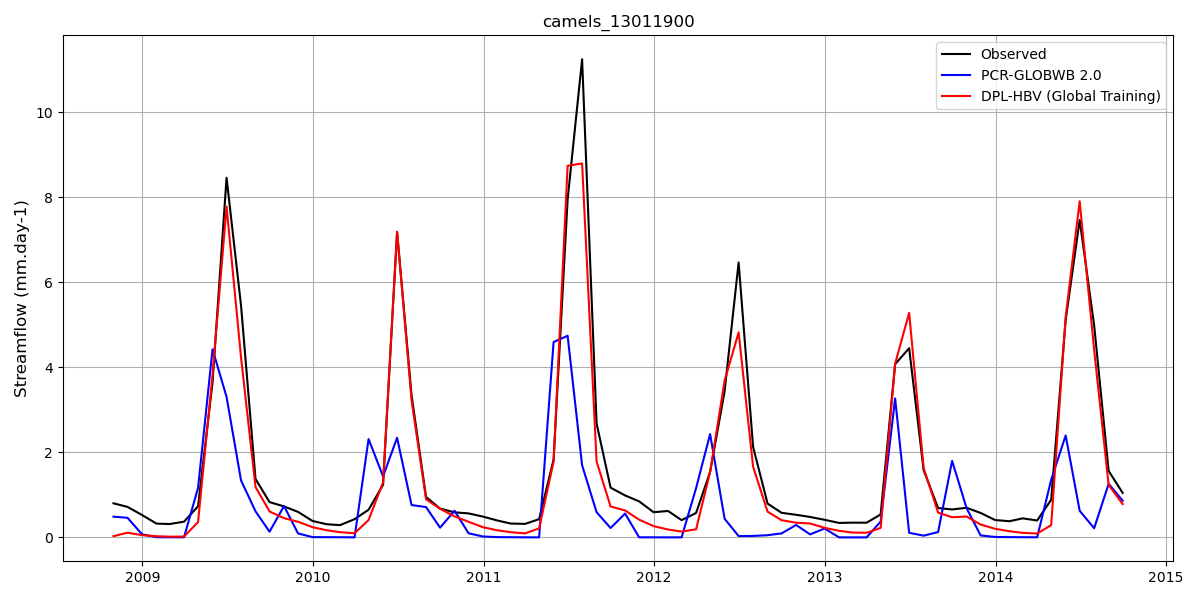 camels_13011900
Observed
PCR-GLOBWB 2.0
DPL-HBV (Global Training)
Streamflow (mm.day-1)
10
8
6
4
2
0
2009
2010
2011
2012
2013
2014
2015